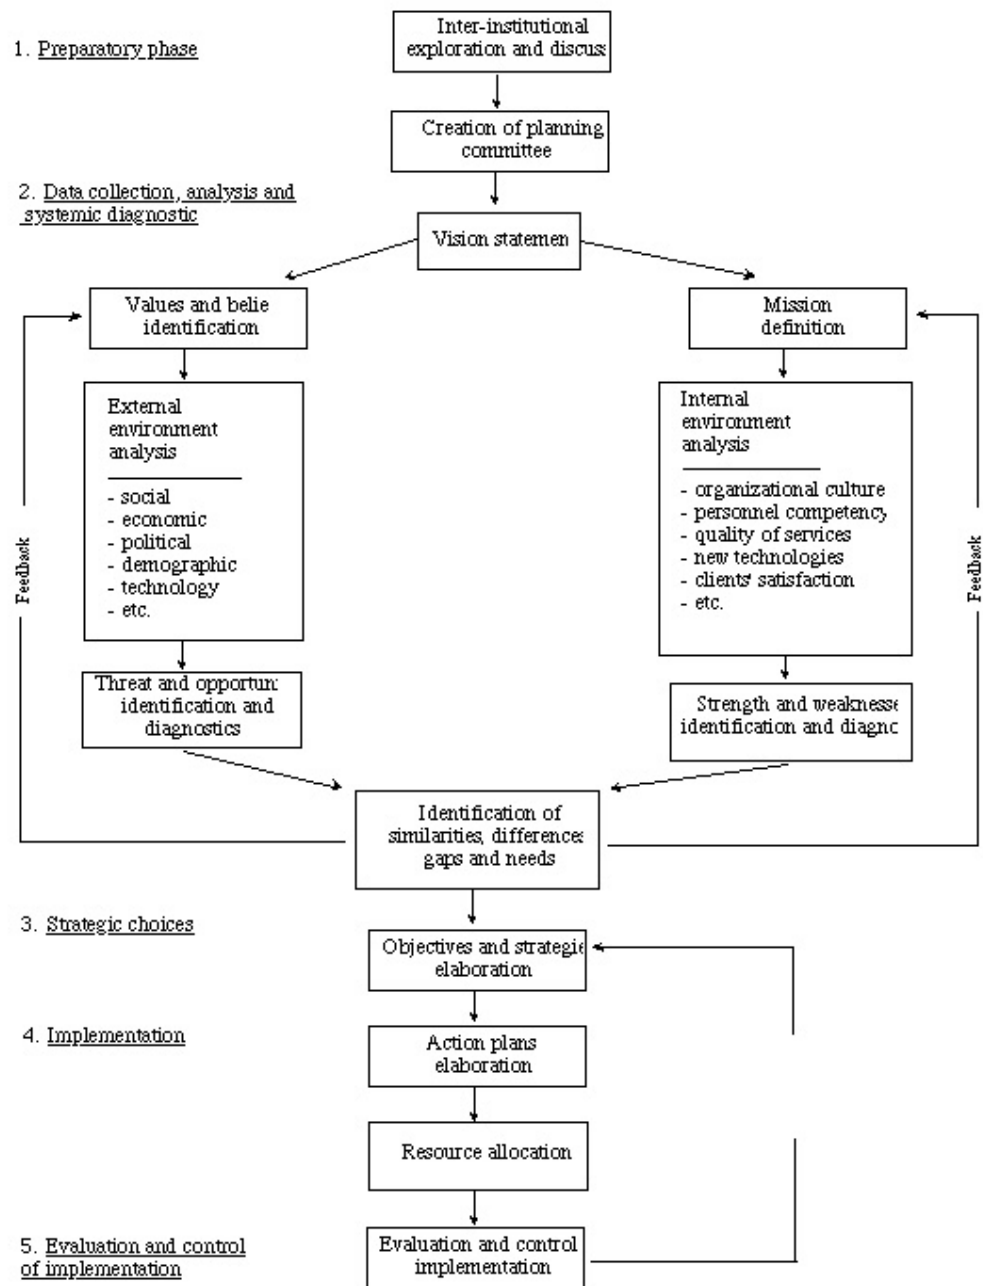 1. Preparatory phase
Inter-institutional
exploration and discus
Creation of planning
committee
2. Data collection, analysis and
systemic diagnostic
Vision statemen
Values and belie
identification
Mission
definition
External
environment
analysis
- social
- economic
- political
- demographic
- technology
- etc.
Internal
environment
analysis
- organizational culture
- personnel competency
- quality of services
- new technologies
- clients' satisfaction
- etc.
Feedback
Feedback
Threat and opportun
identification and
diagnostics
Strength and weaknesse
identification and diagno
Identification of
similarities, differences
gaps and needs
3. Strategic choices
Objectives and strategie
elaboration
4. Implementation
Action plans
elaboration
Resource allocation
5. Evaluation and control
of implementation
Evaluation and control
implementation